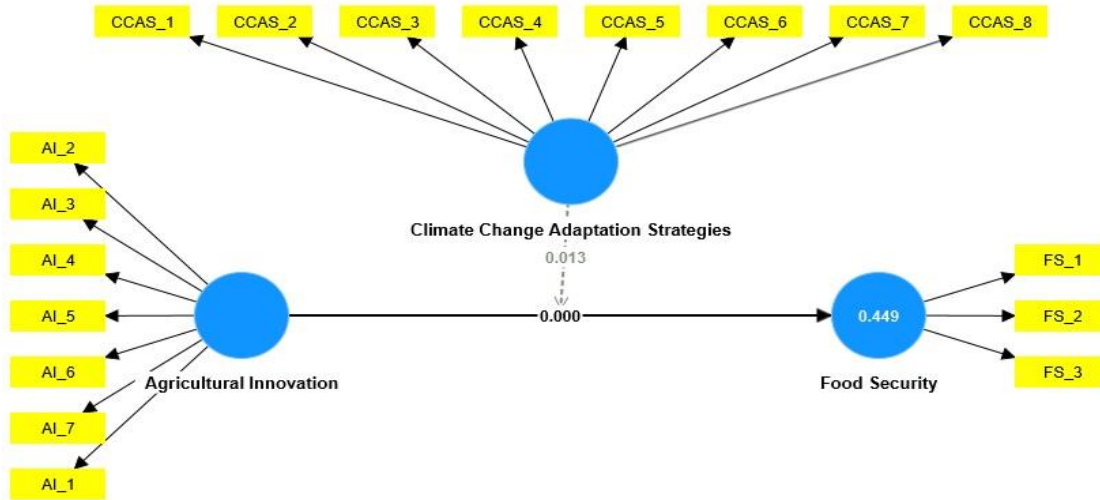 CCAS_1
CCAS_2
CCAS_3
CCAS_4
CCAS_5
CCAS_6
CCAS_7
CCAS_8
AI_2
AI_3
AI_4
AI_5
AI_6
AI_7
AI_1
Climate Change Adaptation Strategies
0.013
0.000
Agricultural Innovation
0.449
Food Security
FS_1
FS_2
FS_3